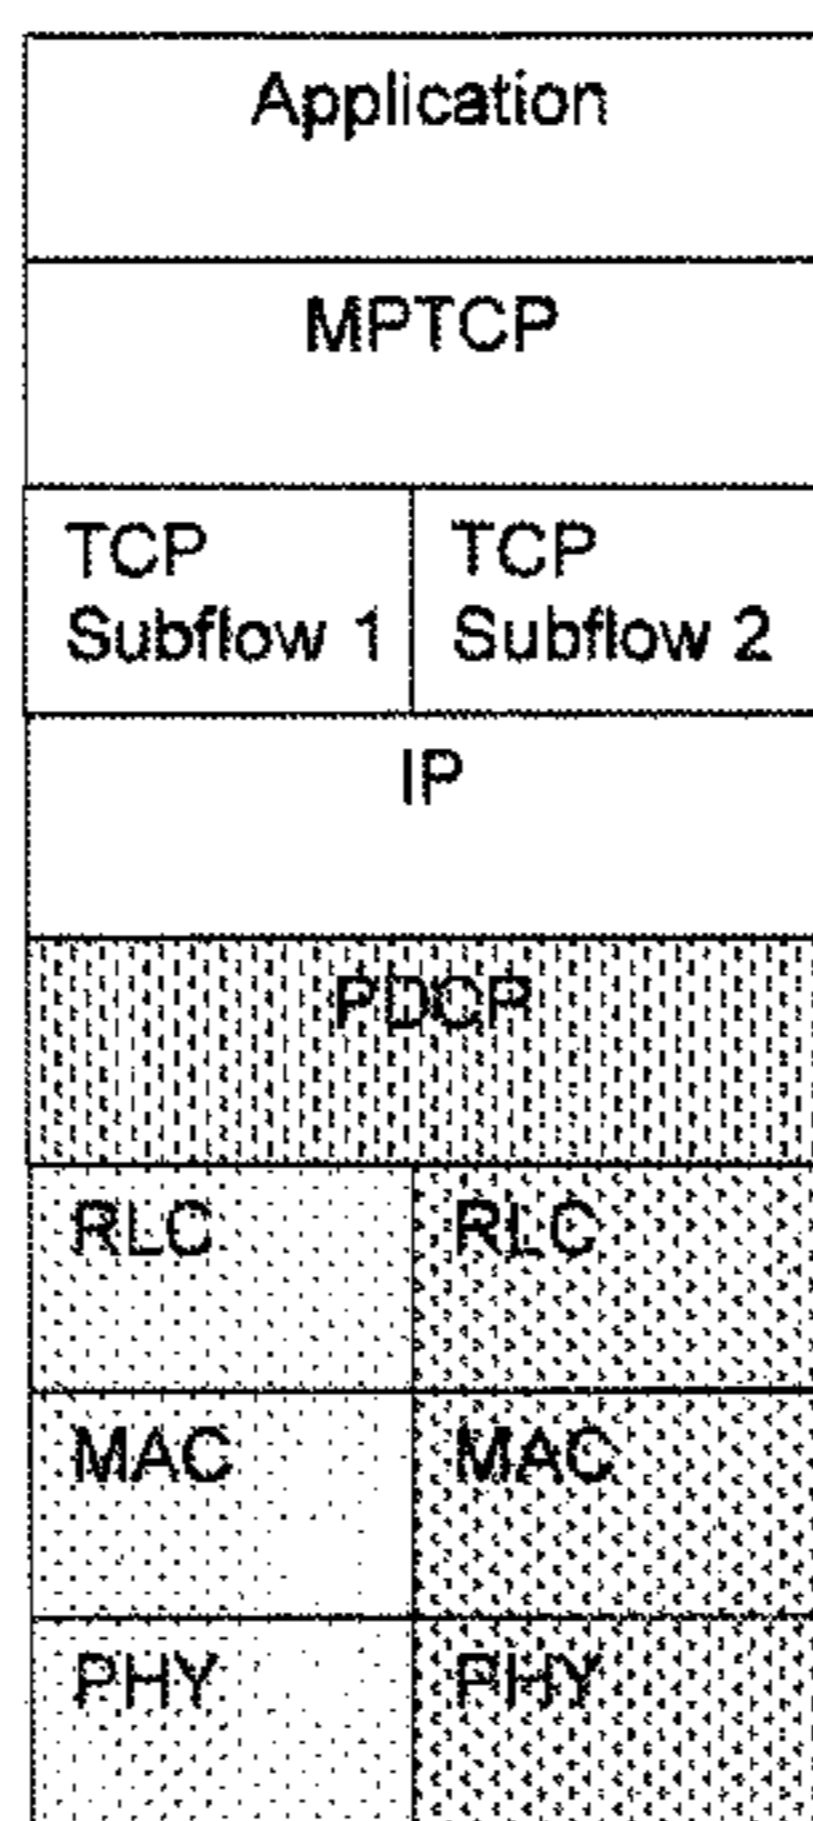 Application
MPTCP
TCP
Subflow 1
TCP
Subflow 2
IP
PDCP
RLC
RLC
MAC
MAC
PHY
PHY